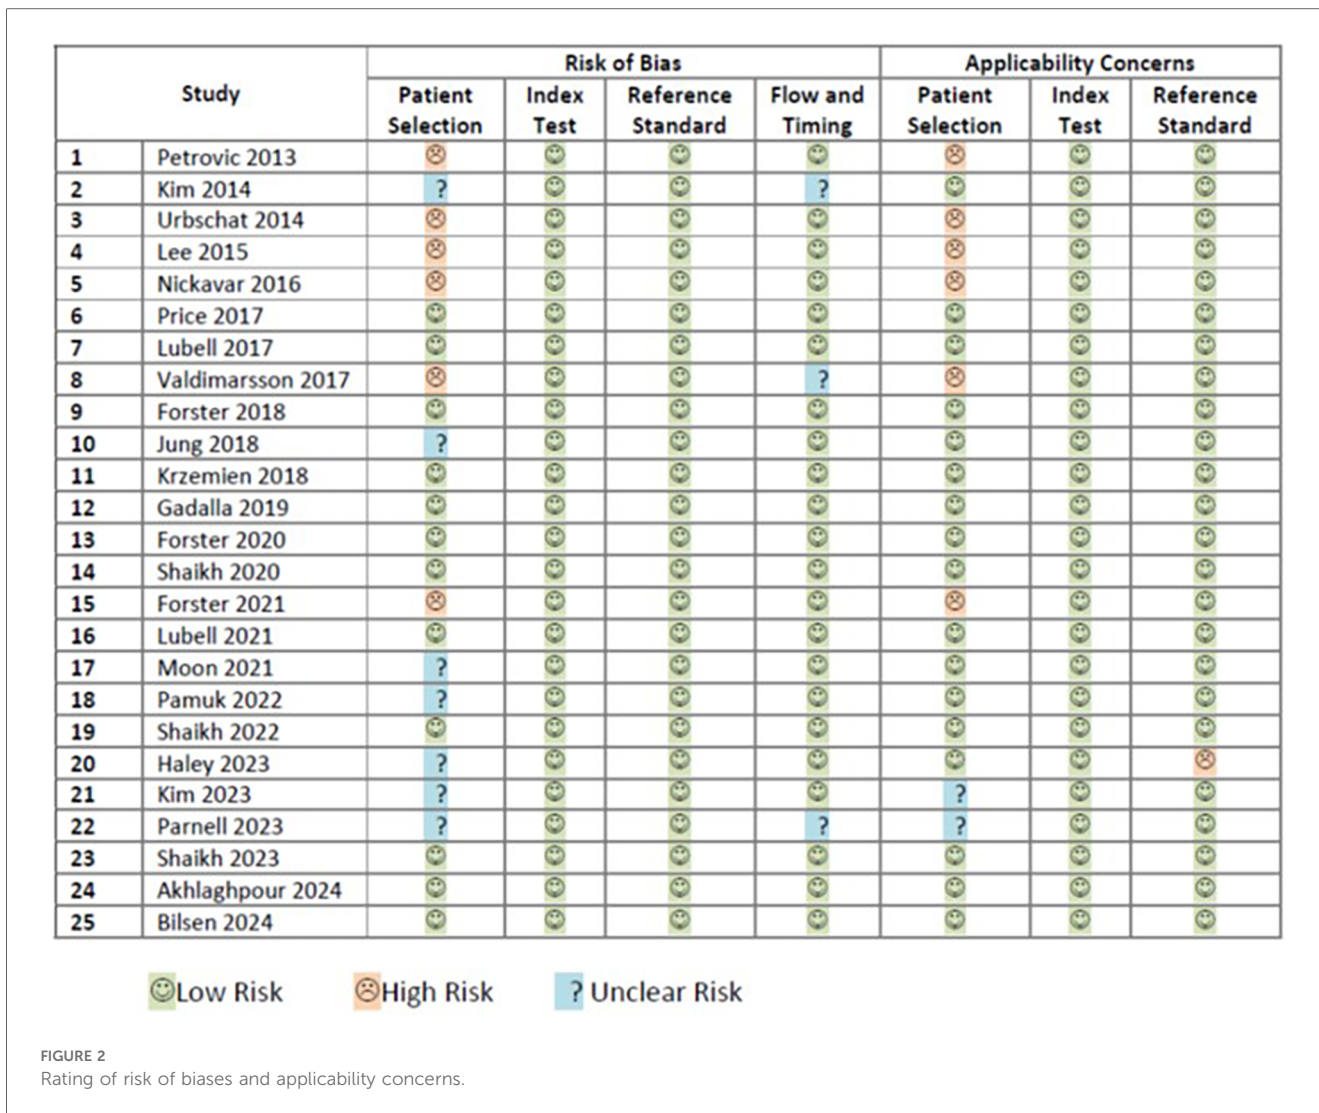 Study Risk of Bias Applicability Concerns
Patient Selection Index Test Reference Standard Flow and Timing Patient Selection Index Test Reference Standard
1 Petrovic 2013
2 Kim 2014 ? ?
3 Urbschat 2014
4 Lee 2015
5 Nickavar 2016
6 Price 2017
7 Lubell 2017
8 Valdimarsson 2017 ?
9 Forster 2018
10 Jung 2018 ?
11 Krzemien 2018
12 Gadalla 2019
13 Forster 2020
14 Shaikh 2020
15 Forster 2021
16 Lubell 2021
17 Moon 2021 ?
18 Pamuk 2022 ?
19 Shaikh 2022
20 Haley 2023 ?
21 Kim 2023 ? ?
22 Parnell 2023 ? ? ?
23 Shaikh 2023
24 Akhlaghpour 2024
25 Bilsen 2024
Low Risk High Risk ? Unclear Risk
FIGURE 2
Rating of risk of biases and applicability concerns.